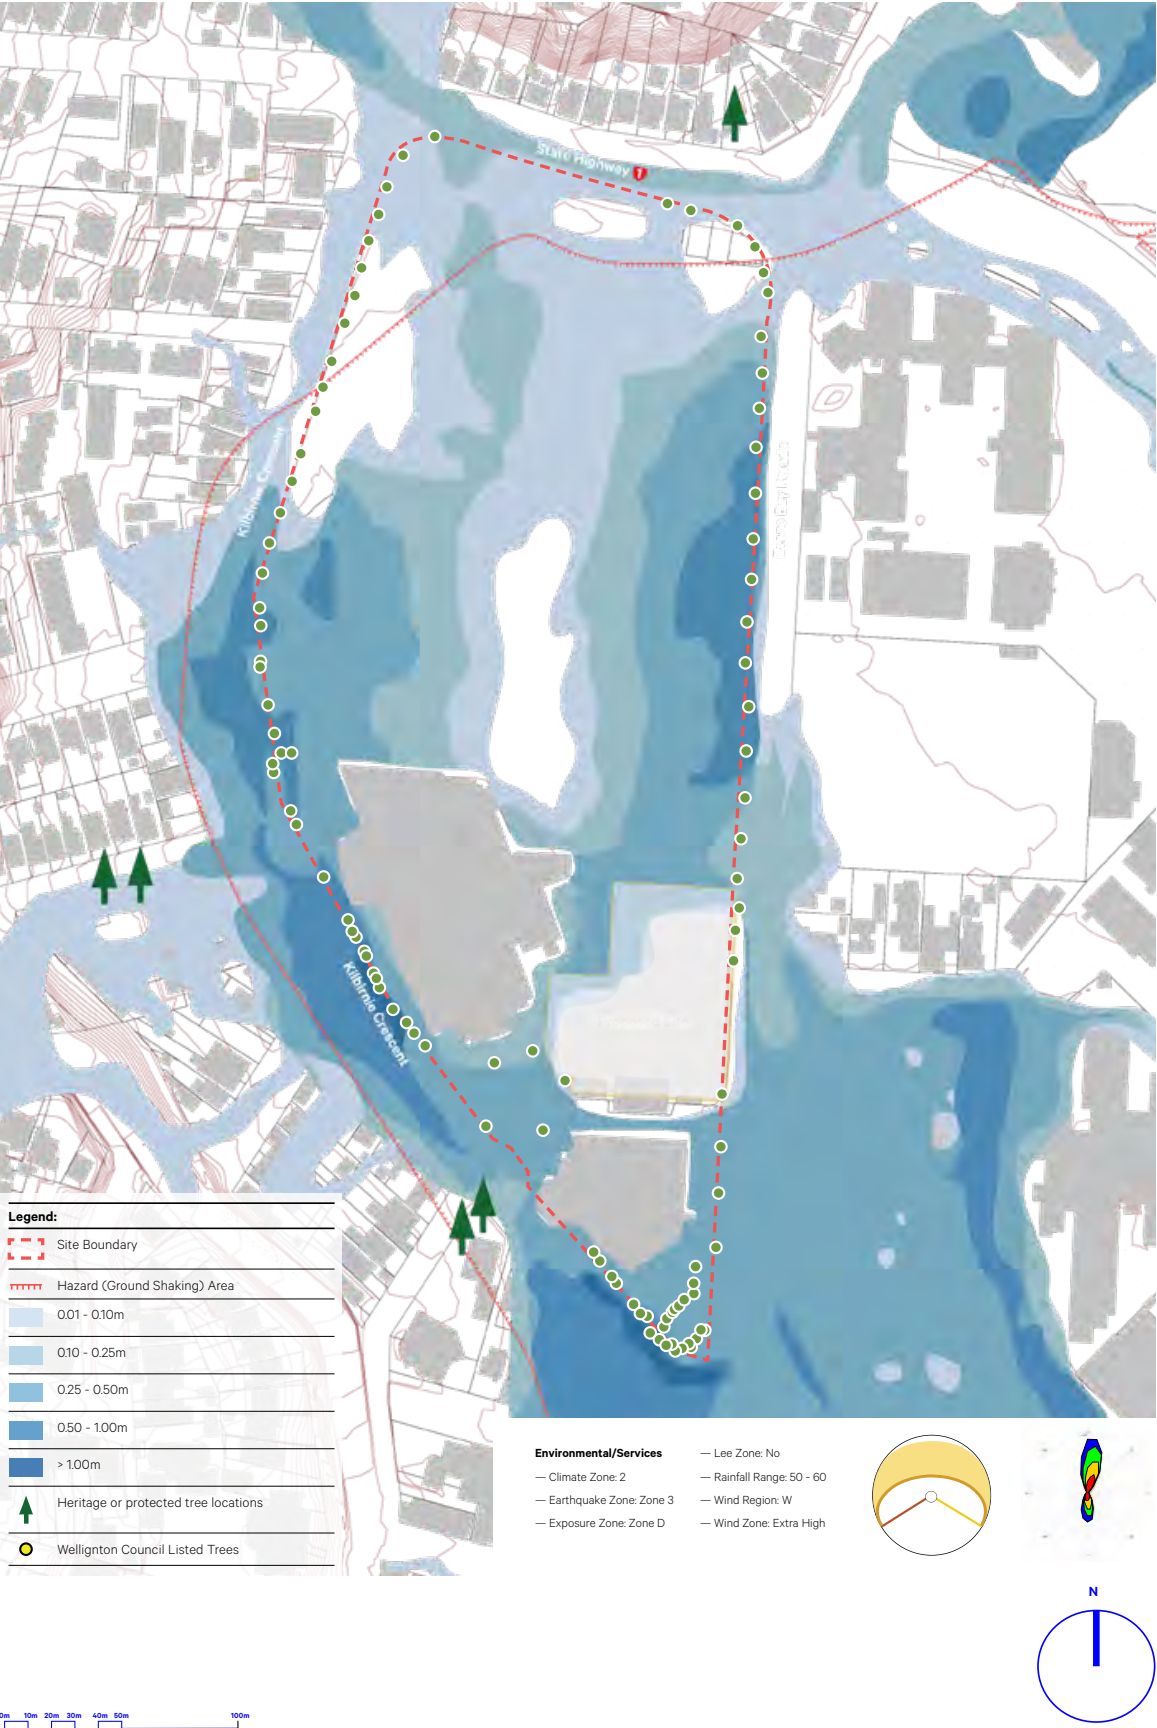 State Highway 1
Kilbirnie Crescent
Kilbirnie Crescent
Legend:
Site Boundary
Hazard (Ground Shaking) Area
0.01 - 0.10m
0.10 - 0.25m
0.25 - 0.50m
0.50 - 1.00m
> 1.00m
Heritage or protected tree locations
Wellignton Council Listed Trees
Environmental/Services
— Climate Zone: 2
— Earthquake Zone: Zone 3
— Exposure Zone: Zone D
— Lee Zone: No
— Rainfall Range: 50 - 60
— Wind Region: W
— Wind Zone: Extra High
N
0m 10m 20m 30m 40m 50m 100m